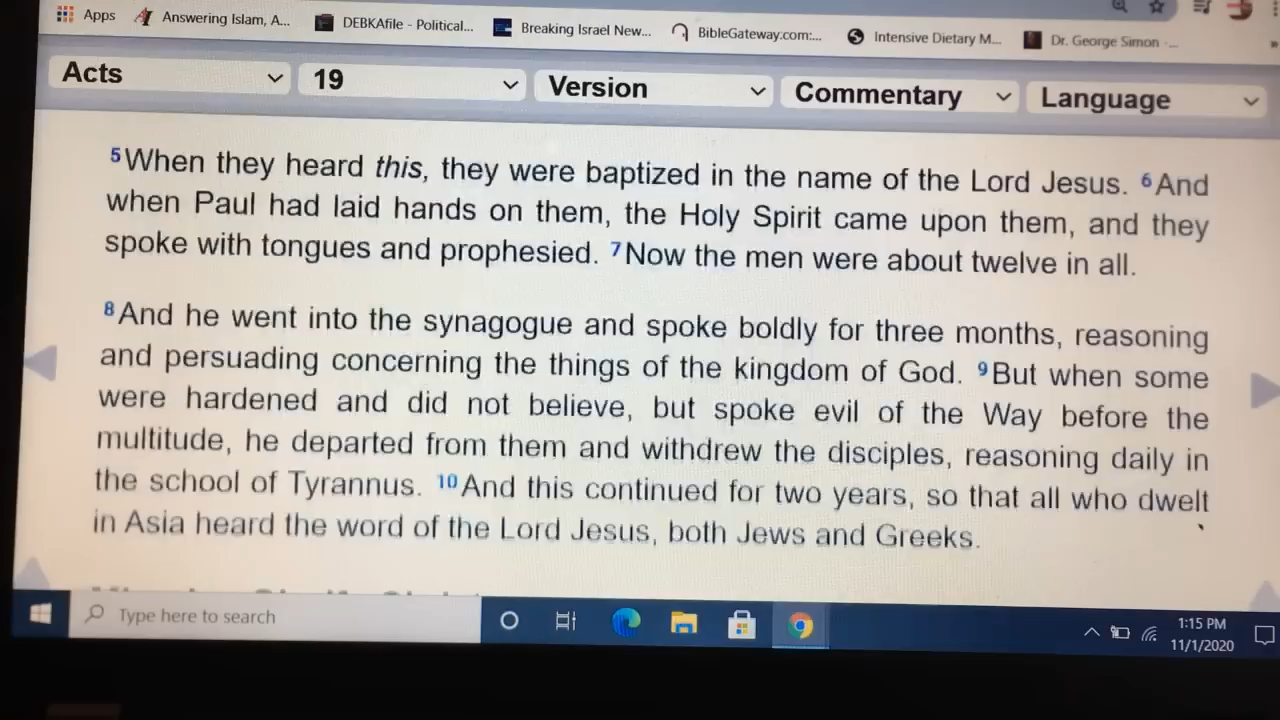 Apps Answering Islam, A... DEBKAfile - Political... Breaking Israel New... BibleGateway.com:... Intensive Dietary M... Dr. George Simon -...
Acts 19 Version Commentary Language
5When they heard this, they were baptized in the name of the Lord Jesus. 6And
when Paul had laid hands on them, the Holy Spirit came upon them, and they
spoke with tongues and prophesied. 7Now the men were about twelve in all.
8And he went into the synagogue and spoke boldly for three months, reasoning
and persuading concerning the things of the kingdom of God. 9But when some
were hardened and did not believe, but spoke evil of the Way before the
multitude, he departed from them and withdrew the disciples, reasoning daily in
the school of Tyrannus. 10And this continued for two years, so that all who dwelt
in Asia heard the word of the Lord Jesus, both Jews and Greeks.
Type here to search
1:15 PM
11/1/2020